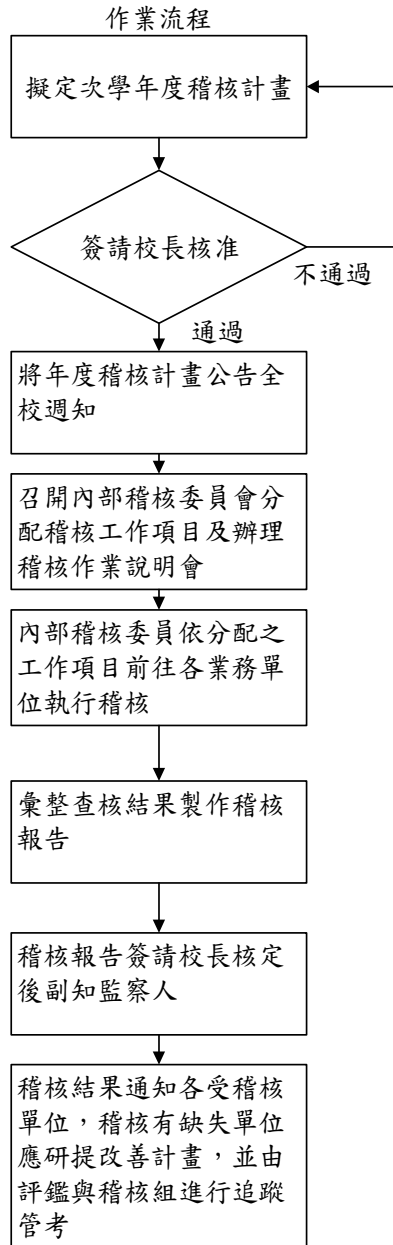 作業流程
擬定次學年度稽核計畫
簽請校長核准
不通過
通過
將年度稽核計畫公告全
校週知
召開內部稽核委員會分
配稽核工作項目及辦理
稽核作業說明會
內部稽核委員依分配之
工作項目前往各業務單
位執行稽核
彙整查核結果製作稽核
報告
稽核報告簽請校長核定
後副知監察人
稽核結果通知各受稽核
單位，稽核有缺失單位
應研提改善計畫，並由
評鑑與稽核組進行追蹤
管考